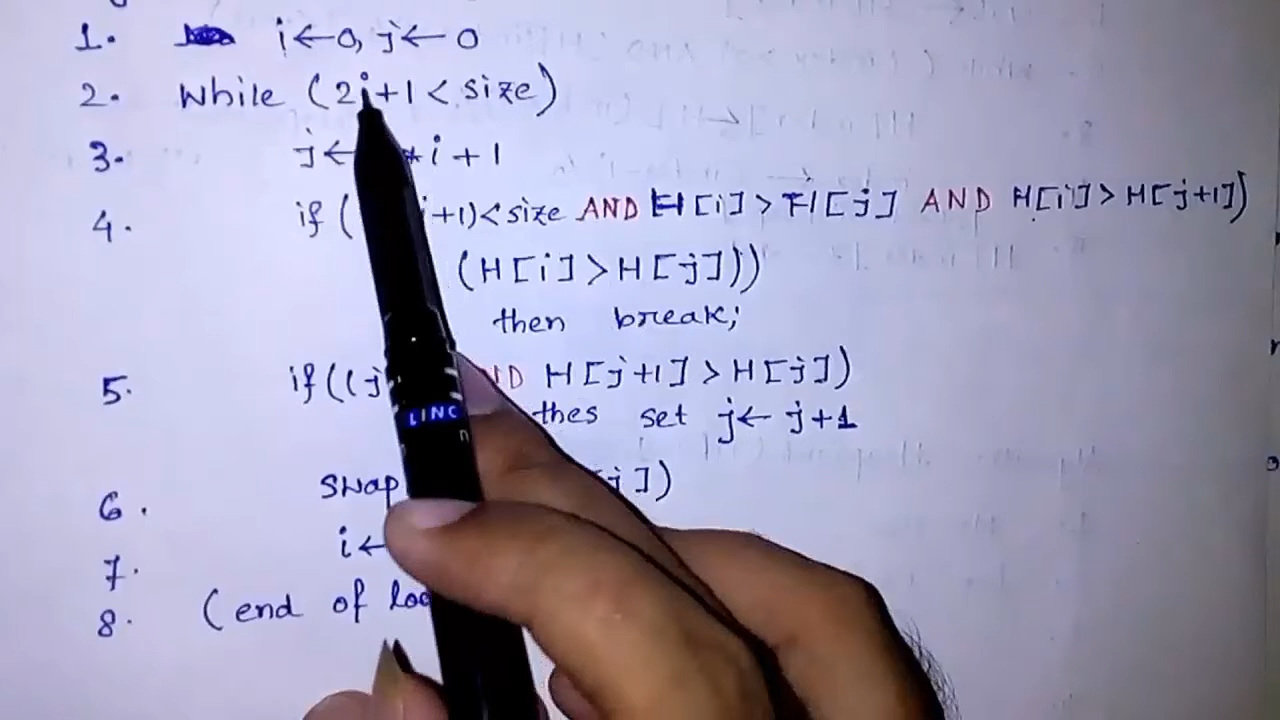 1. i←0, j←0
2. While (2i+1 < size)
3. j← *i + 1
4. if ( i+1)<size AND H[i] > H[j] AND H[i] > H[j+1])
(H[i] > H[j]))
then break;
5. if((j ND H[j+1] > H[j])
thes set j← j+1
6. swap j])
7. i←
8. (end of loo
LINC